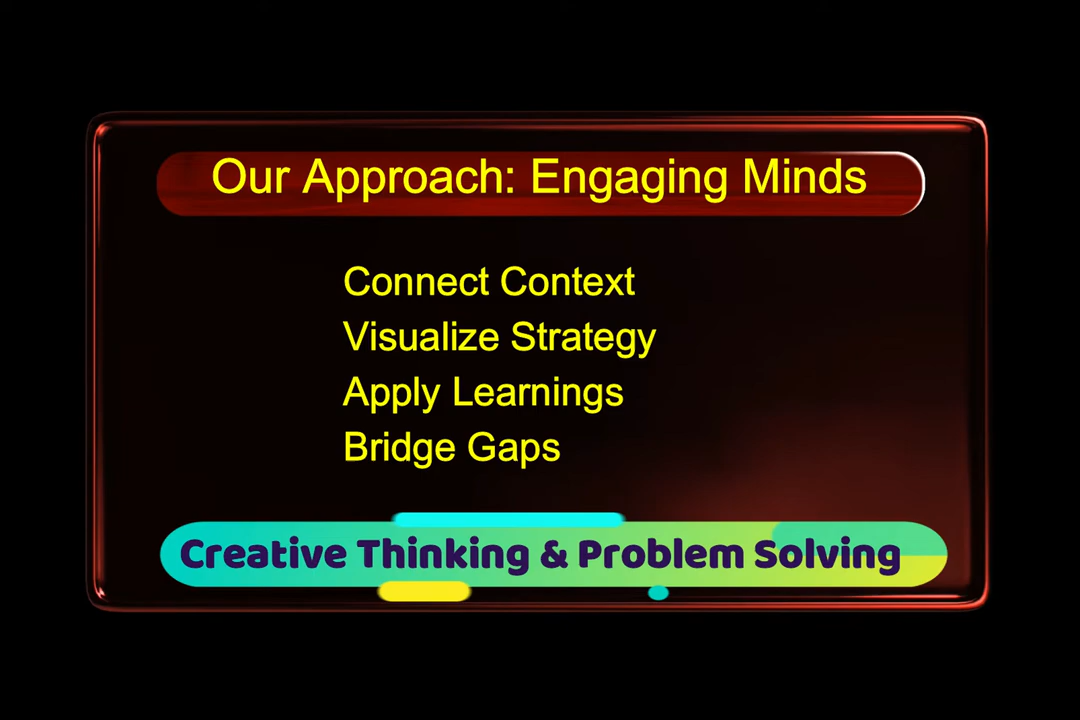 Our Approach: Engaging Minds
Connect Context
Visualize Strategy
Apply Learnings
Bridge Gaps
Creative Thinking & Problem Solving